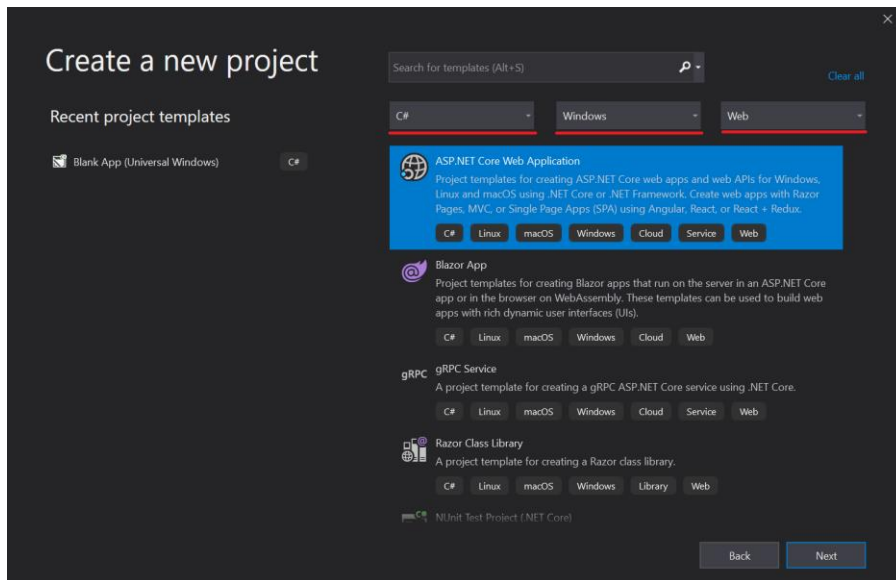 Create a new project
Search for templates (Alt+S)
Clear all
Recent project templates
C#
Windows
Web
Blank App (Universal Windows)
C#
ASP.NET Core Web Application
Project templates for creating ASP.NET Core web apps and web APIs for Windows,
Linux and macOS using .NET Core or .NET Framework. Create web apps with Razor
Pages, MVC, or Single Page Apps (SPA) using Angular, React, or React + Redux.
C# Linux macOS Windows Cloud Service Web
Blazor App
Project templates for creating Blazor apps that run on the server in an ASP.NET Core
app or in the browser on WebAssembly. These templates can be used to build web
apps with rich dynamic user interfaces (UIs).
C# Linux macOS Windows Cloud Web
gRPC
gRPC Service
A project template for creating a gRPC ASP.NET Core service using .NET Core.
C# Linux macOS Windows Cloud Service Web
Razor Class Library
A project template for creating a Razor class library.
C# Linux macOS Windows Library Web
NUnit Test Project (.NET Core)
Back
Next